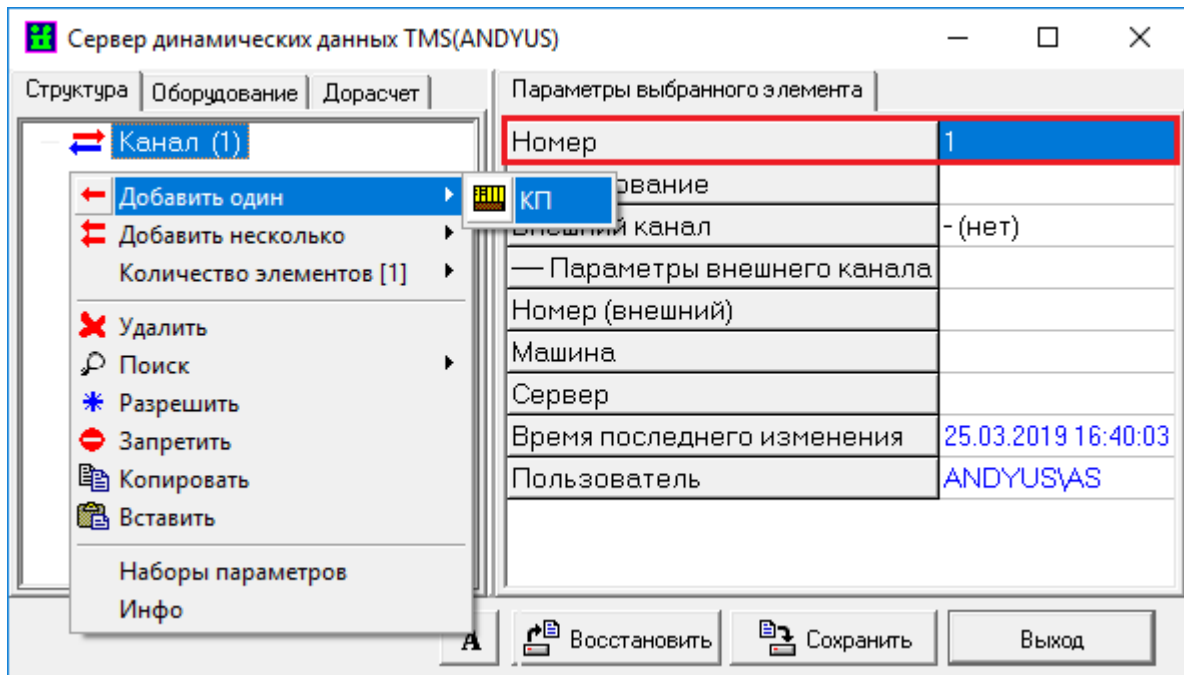 Сервер динамических данных TMS(ANDYUS)
Структура Оборудование Дорасчет
Канал (1)
Добавить один
КП
Добавить несколько
Количество элементов [1]
Удалить
Поиск
Разрешить
Запретить
Копировать
Вставить
Наборы параметров
Инфо
Параметры выбранного элемента
Номер 1
ование
канал - (нет)
— Параметры внешнего канала
Номер (внешний)
Машина
Сервер
Время последнего изменения 25.03.2019 16:40:03
Пользователь ANDYUS\AS
A Восстановить Сохранить Выход